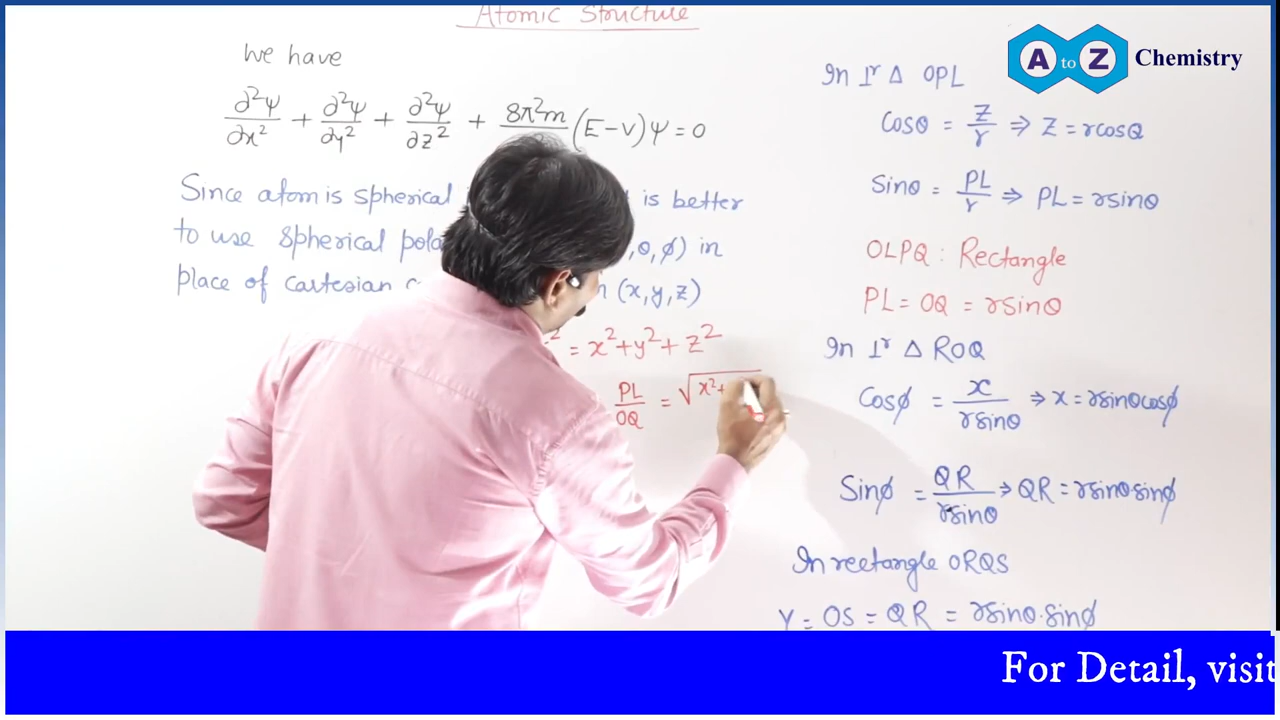 Atomic Structure
We have
∂²ψ/∂x² + ∂²ψ/∂y² + ∂²ψ/∂z² + 8π²m (E-V)ψ = 0
Since atom is spherical is better
to use spherical θ, ϕ) in
place of cartesian (x, y, z)
² = x² + y² + z²
PL/OQ = √x²+
A to Z Chemistry
In ⊥r Δ OPL
Cosθ = Z/r ⇒ Z = rcosθ
Sinθ = PL/r ⇒ PL = rsinθ
OLPQ : Rectangle
PL = OQ = rsinθ
In ⊥r Δ ROQ
Cosϕ = x/rsinθ ⇒ x = rsinθcosϕ
Sinϕ = QR/rsinθ ⇒ QR = rsinθ.sinϕ
In rectangle ORQS
Y = OS = QR = rsinθ.sinϕ
For Detail, visit